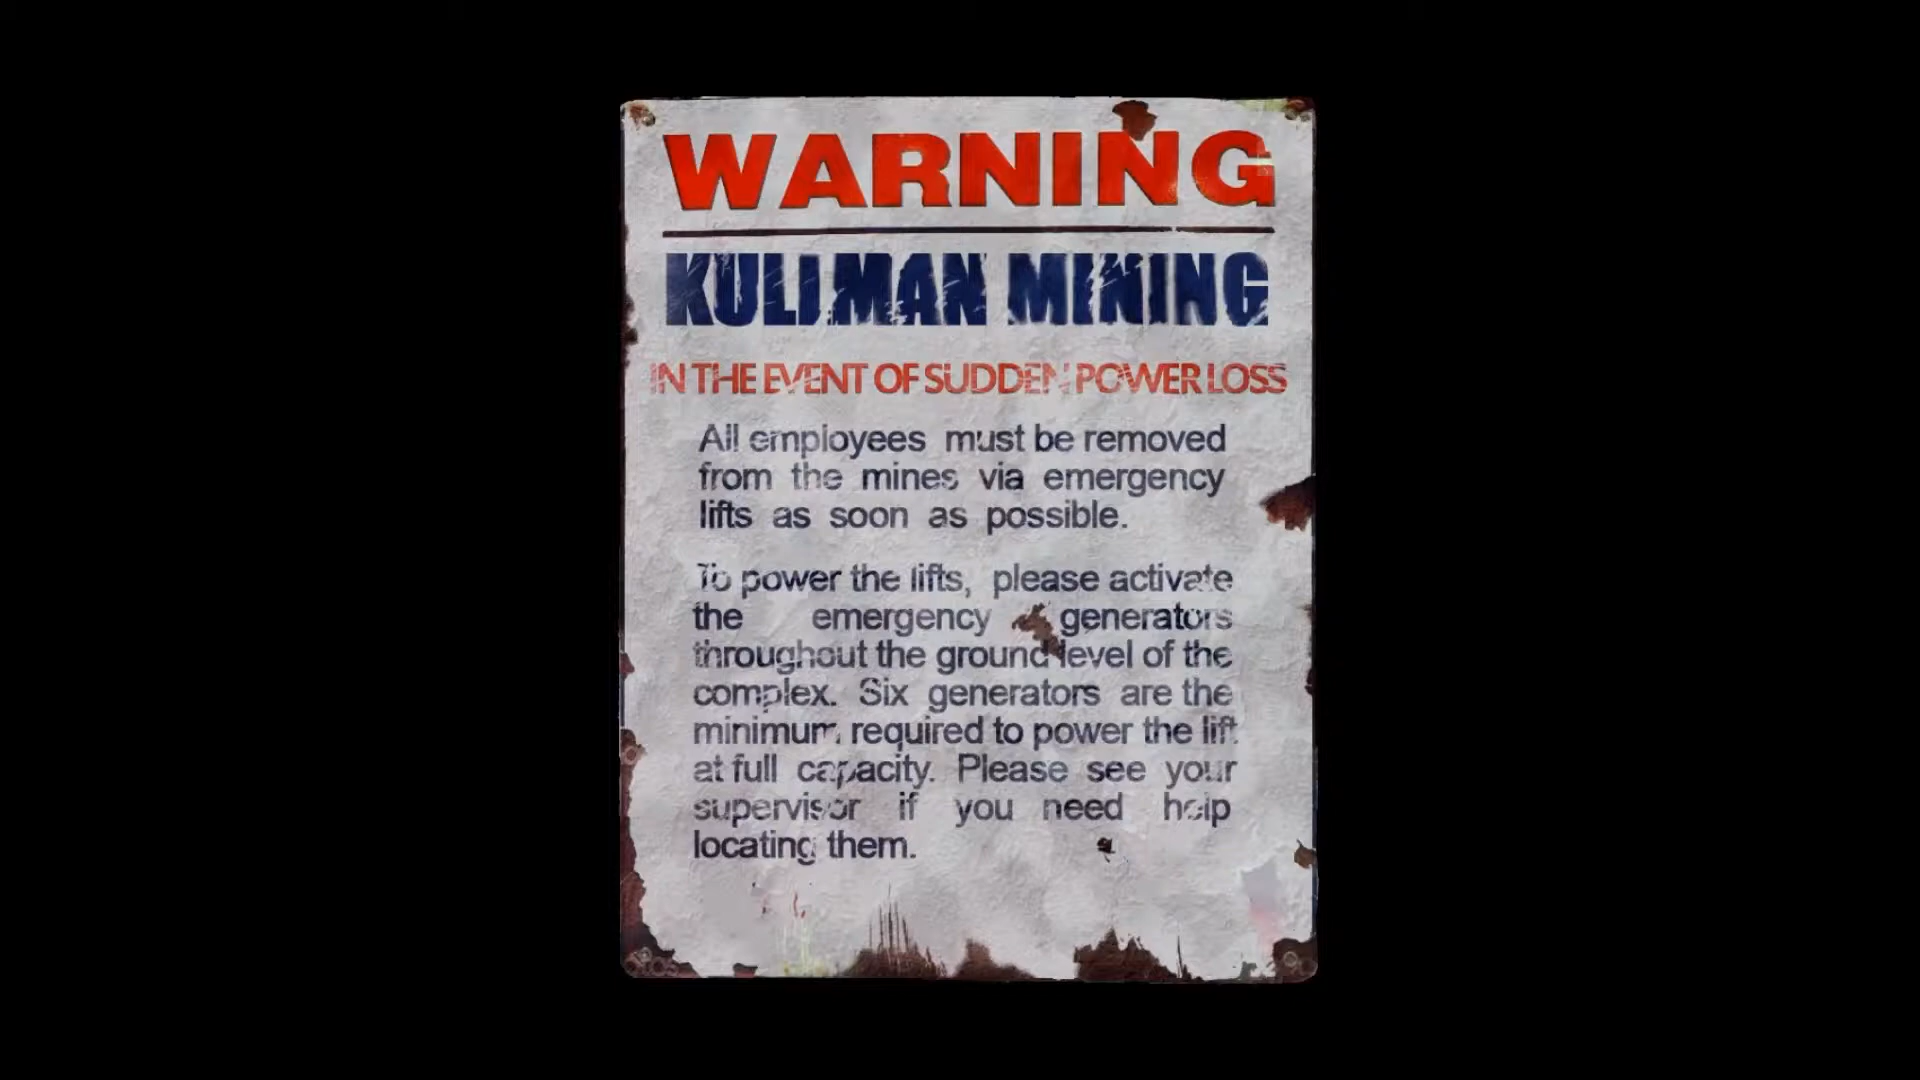 WARNING
KULLMAN MINING
IN THE EVENT OF SUDDEN POWER LOSS
All employees must be removed
from the mines via emergency
lifts as soon as possible.
To power the lifts, please activate
the emergency generators
throughout the ground level of the
complex. Six generators are the
minimum required to power the lift
at full capacity. Please see your
supervisor if you need help
locating them.